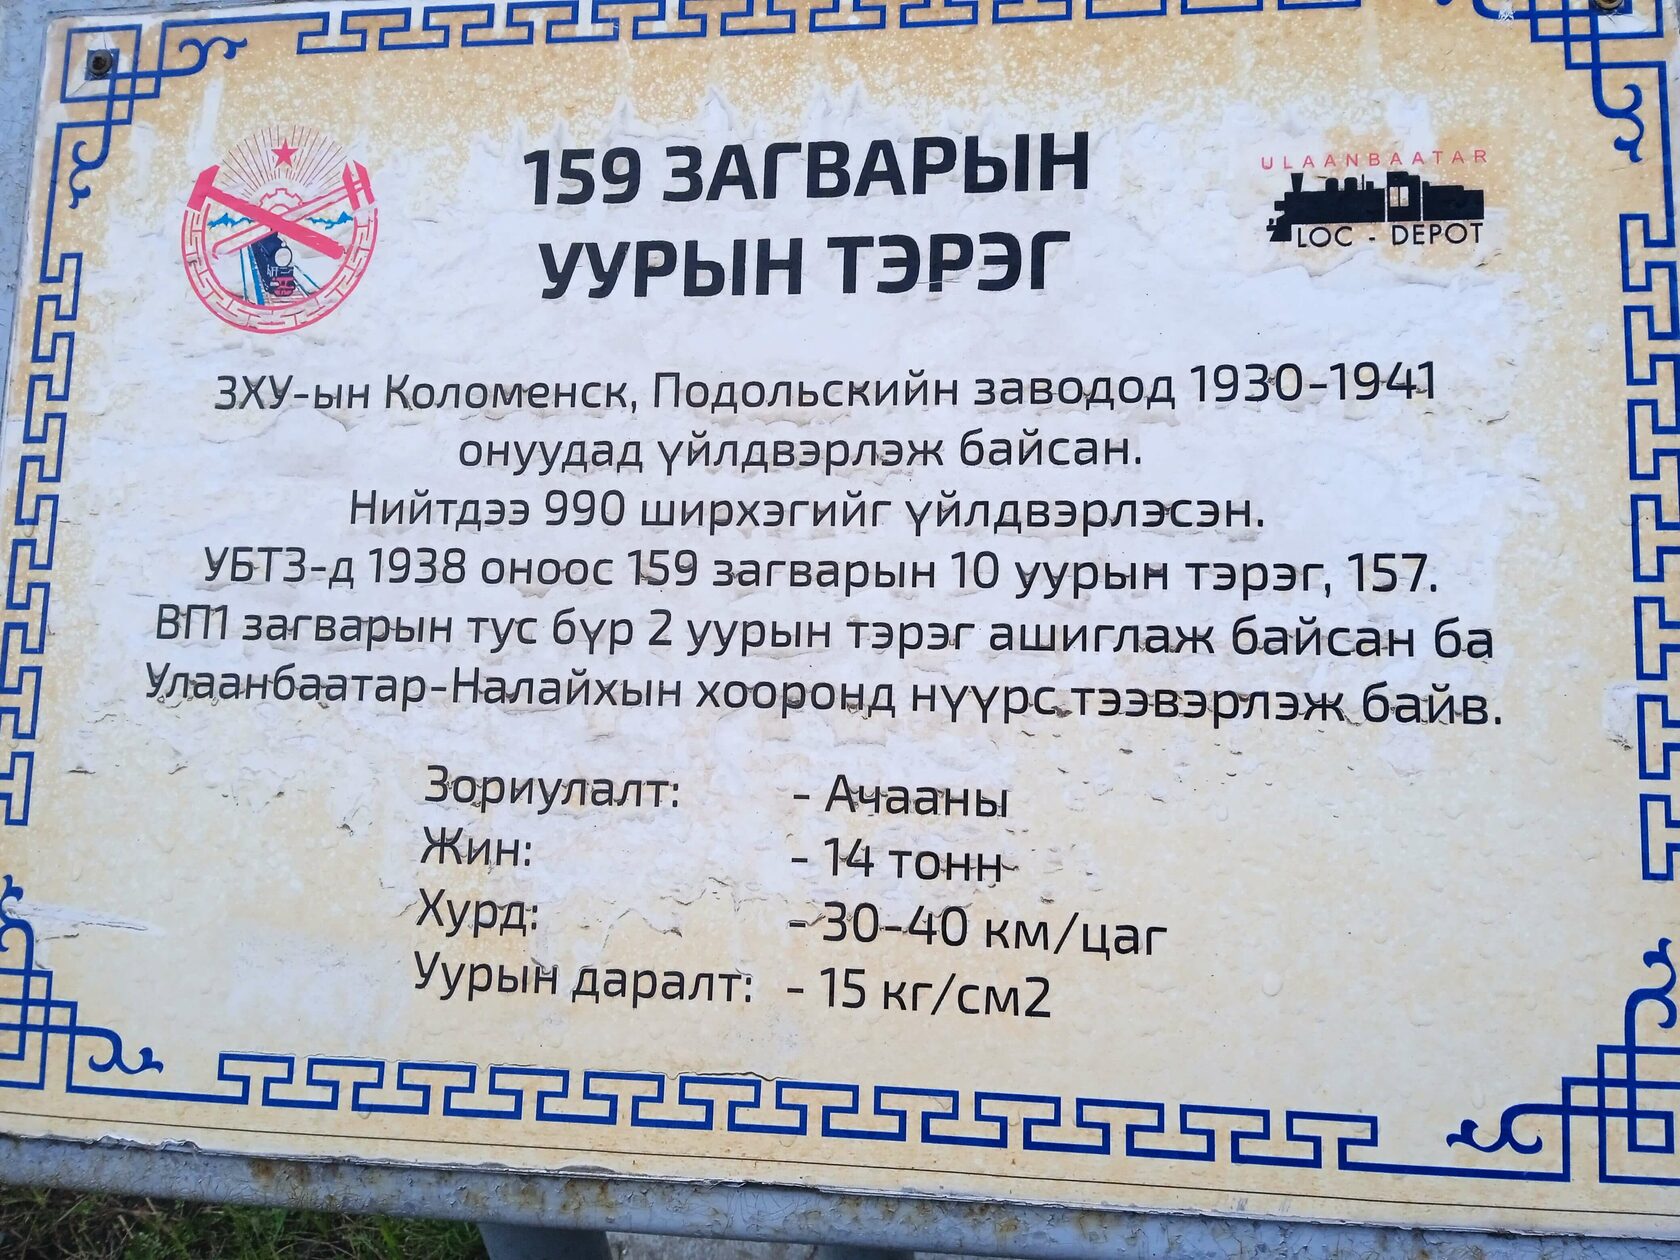 159 ЗАГВАРЫН
УУРЫН ТЭРЭГ
ULAANBAATAR
LOC - DEPOT
ЗХУ-ын Коломенск, Подольскийн заводод 1930-1941
онуудад үйлдвэрлэж байсан.
Нийтдээ 990 ширхэгийг үйлдвэрлэсэн.
УБТЗ-д 1938 оноос 159 загварын 10 уурын тэрэг, 157.
ВП1 загварын тус бүр 2 уурын тэрэг ашиглаж байсан ба
Улаанбаатар-Налайхын хооронд нүүрс тээвэрлэж байв.
Зориулалт: - Ачааны
Жин: - 14 тонн
Хурд: - 30-40 км/цаг
Уурын даралт: - 15 кг/см2